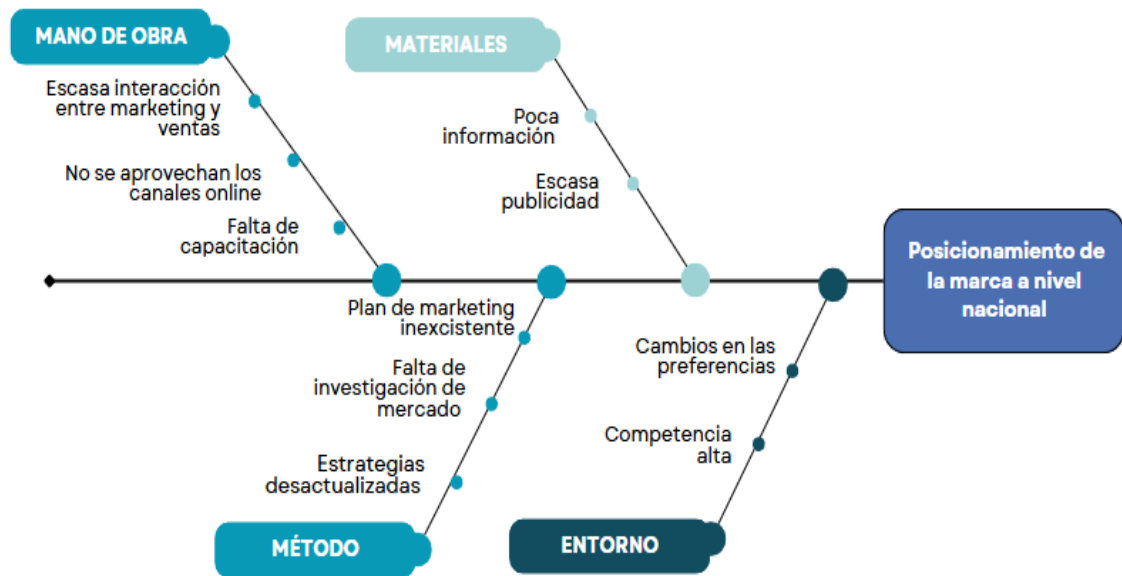 MANO DE OBRA
Escasa interacción
entre marketing y
ventas
No se aprovechan los
canales online
Falta de
capacitación
MATERIALES
Poca
información
Escasa
publicidad
Posicionamiento de
la marca a nivel
nacional
Plan de marketing
inexcistente
Falta de
investigación de
mercado
Estrategias
desactualizadas
MÉTODO
Cambios en las
preferencias
Competencia
alta
ENTORNO